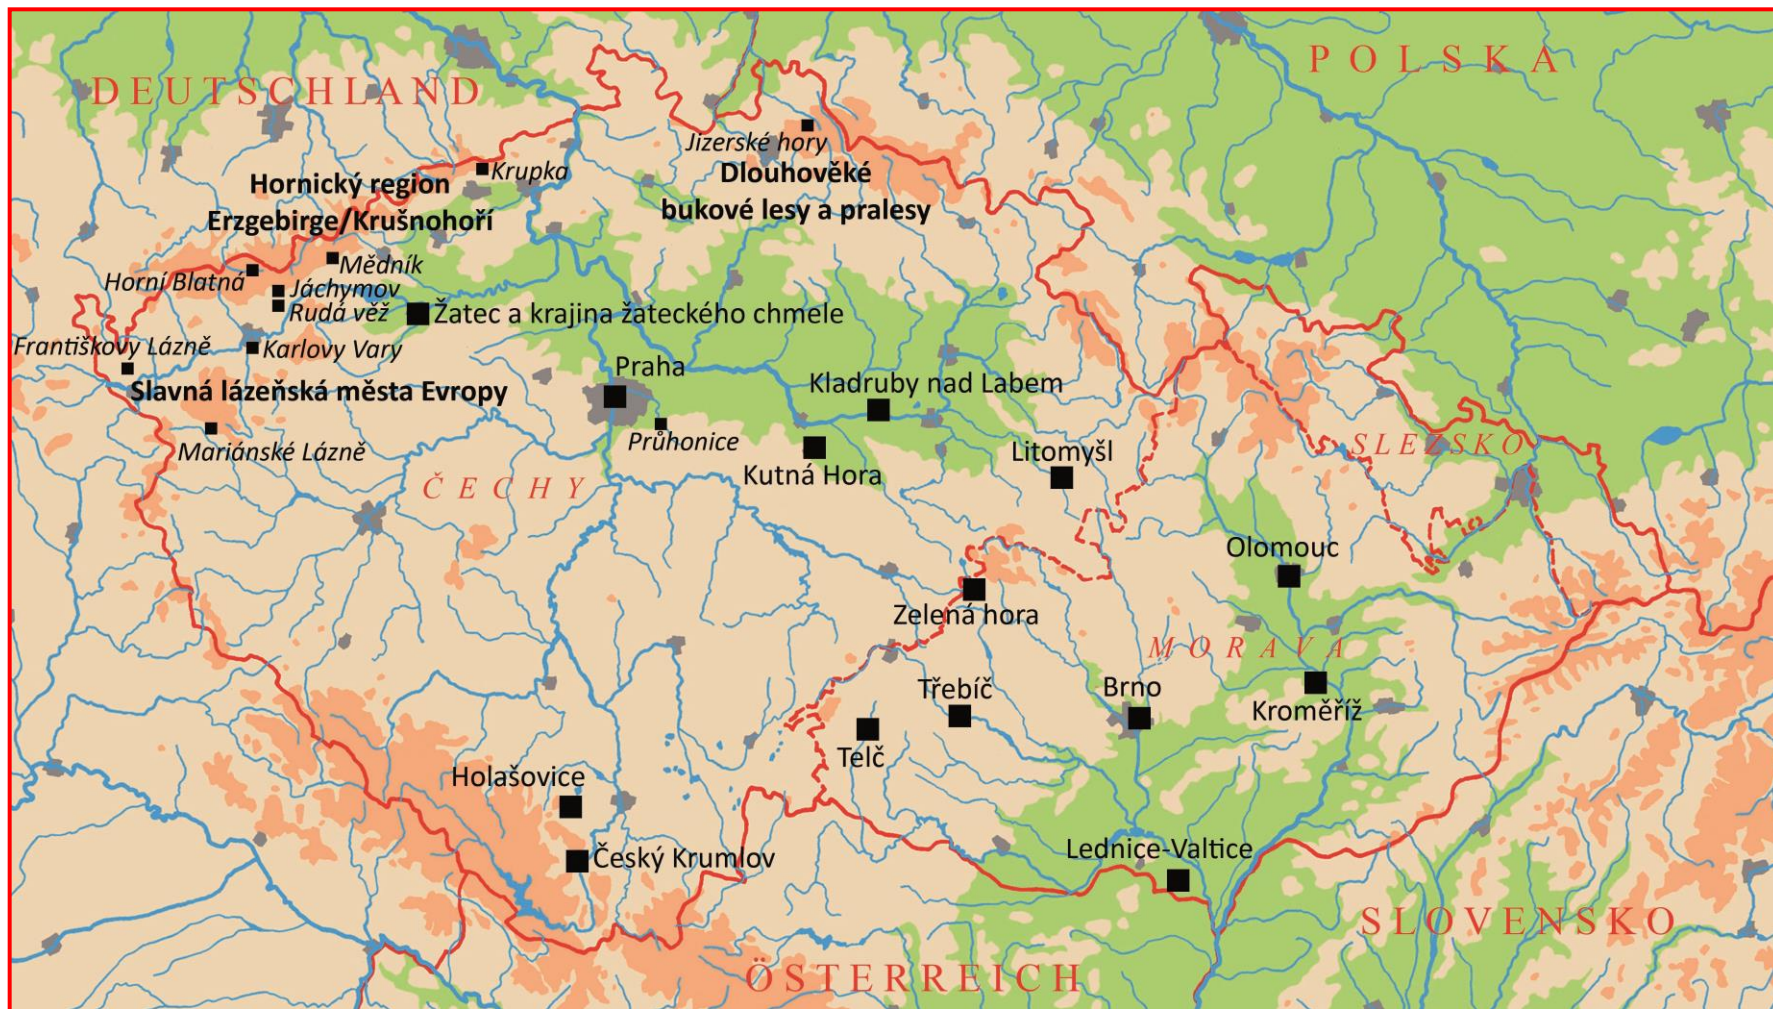 DEUTSCHLAND
POLSKA
Jizerské hory
Dlouhověké
bukové lesy a pralesy
Krupka
Hornický region
Erzgebirge/Krušnohoří
Mědník
Horní Blatná
Jáchymov
Rudá věž
Žatec a krajina žateckého chmele
Františkovy Lázně
Karlovy Vary
Slavná lázeňská města Evropy
Mariánské Lázně
Praha
Průhonice
Kladruby nad Labem
Kutná Hora
Litomyšl
SLEZSKO
ČECHY
Olomouc
Zelená hora
MORAVA
Třebíč
Brno
Kroměříž
Telč
Holašovice
Český Krumlov
Lednice-Valtice
SLOVENSKO
ÖSTERREICH